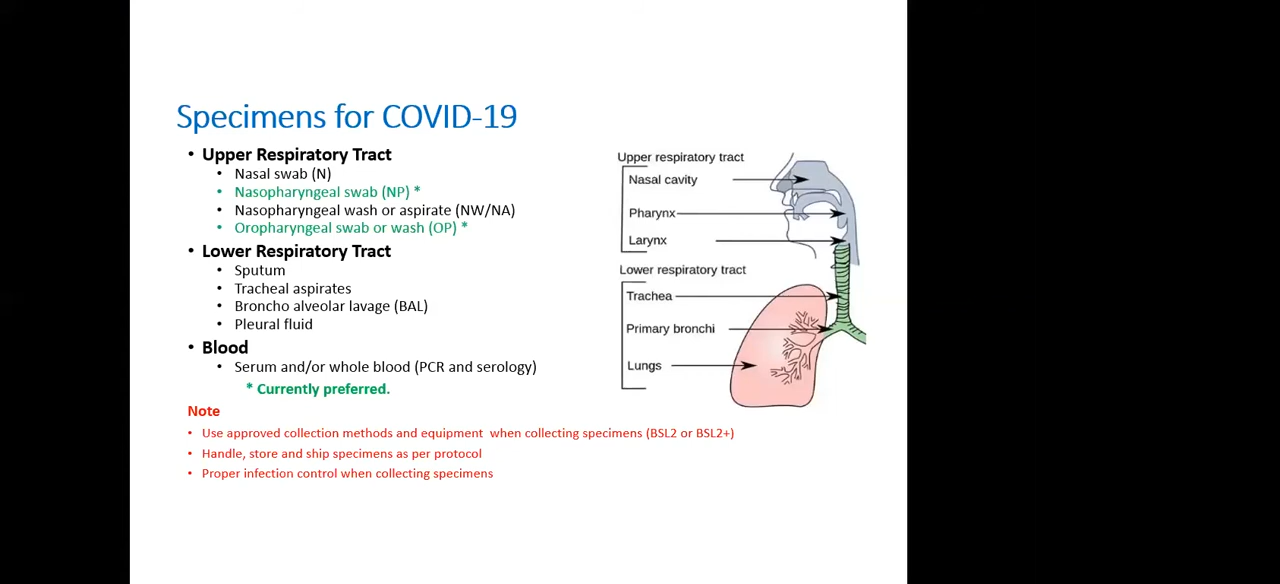 Specimens for COVID-19
• Upper Respiratory Tract
• Nasal swab (N)
• Nasopharyngeal swab (NP) *
• Nasopharyngeal wash or aspirate (NW/NA)
• Oropharyngeal swab or wash (OP) *
• Lower Respiratory Tract
• Sputum
• Tracheal aspirates
• Broncho alveolar lavage (BAL)
• Pleural fluid
• Blood
• Serum and/or whole blood (PCR and serology)
* Currently preferred.
Note
• Use approved collection methods and equipment when collecting specimens (BSL2 or BSL2+)
• Handle, store and ship specimens as per protocol
• Proper infection control when collecting specimens
Upper respiratory tract
Nasal cavity
Pharynx
Larynx
Lower respiratory tract
Trachea
Primary bronchi
Lungs